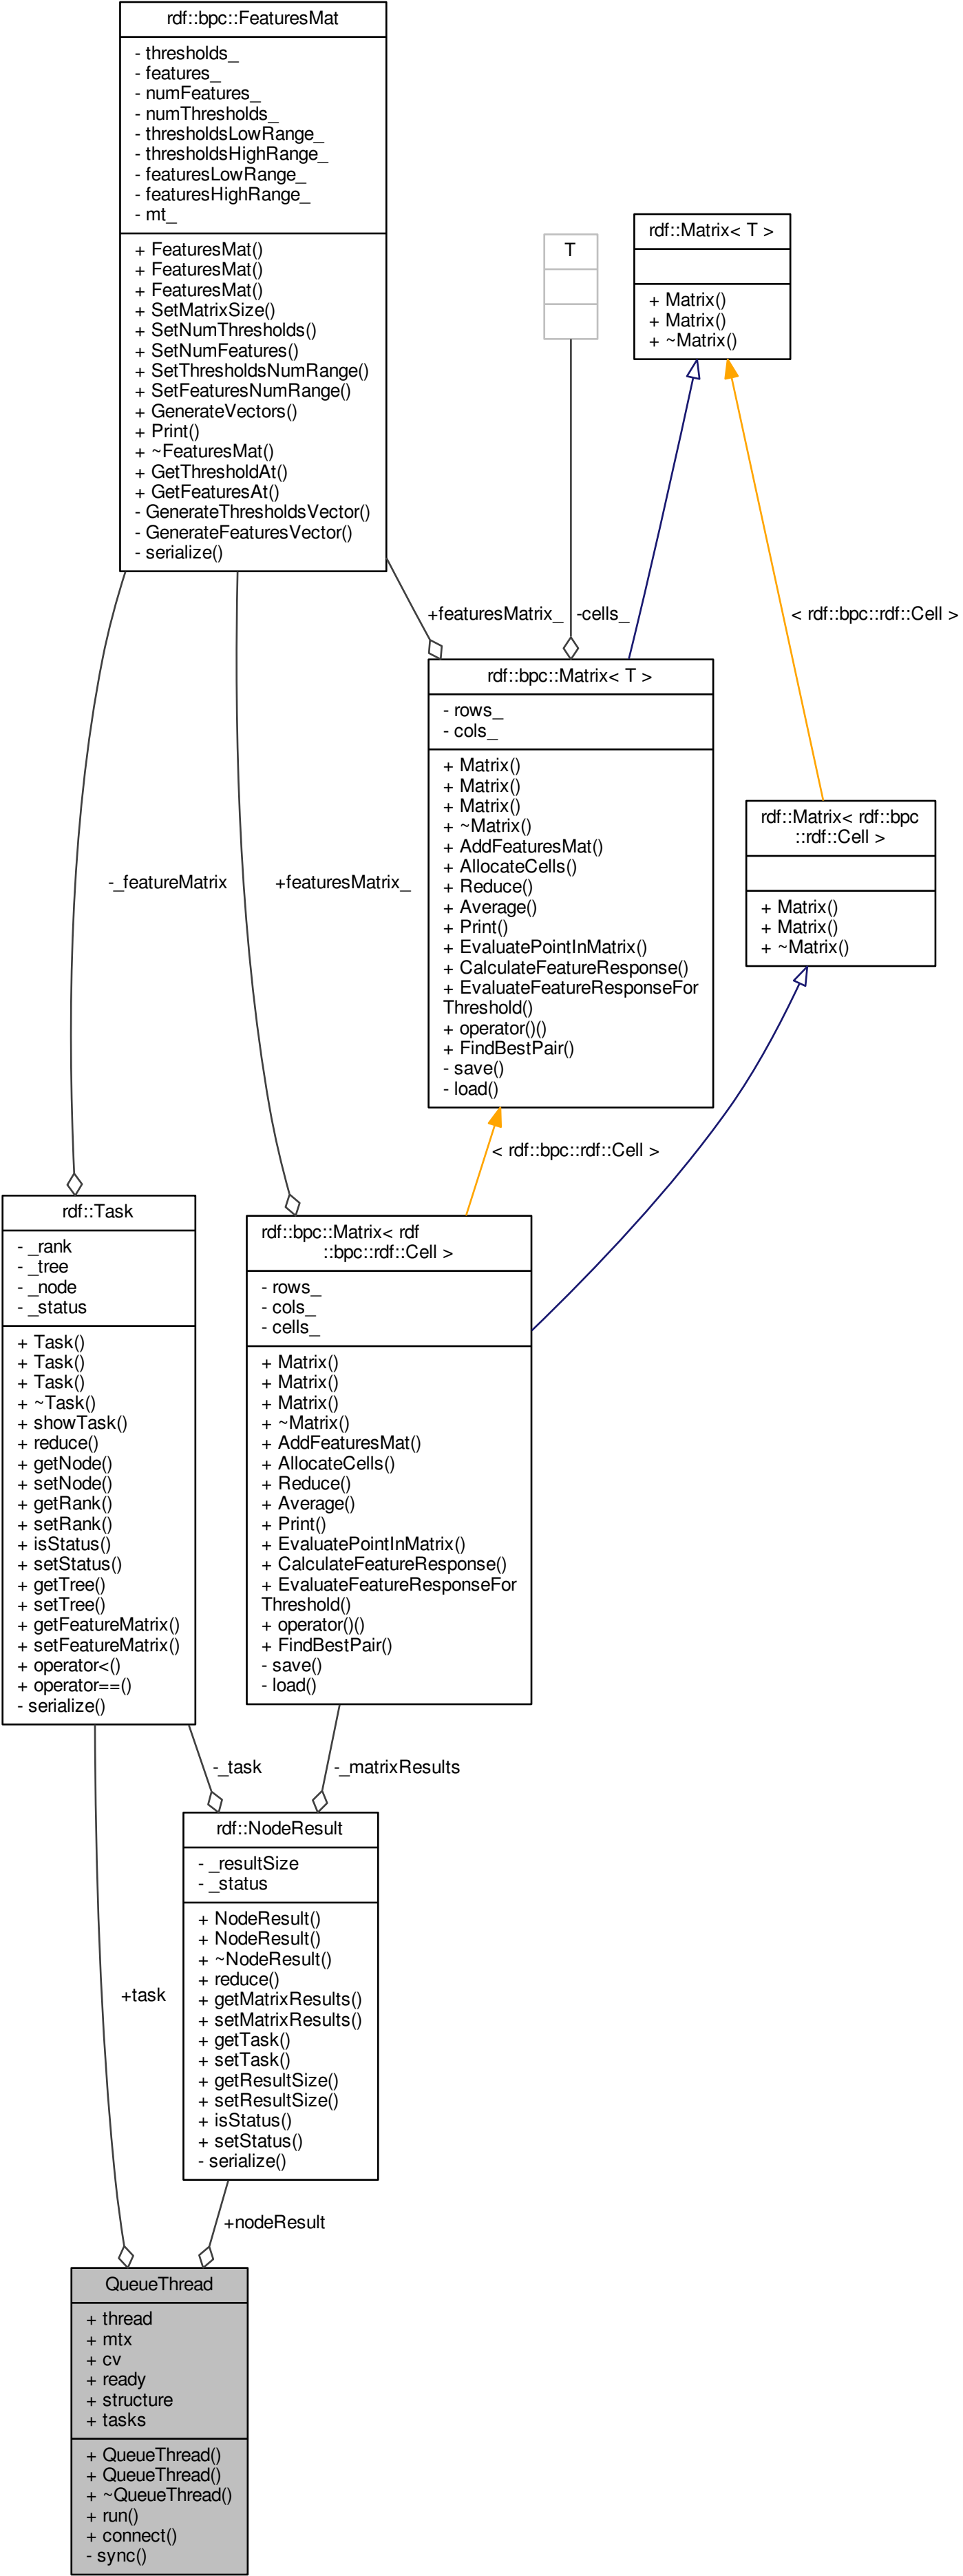 rdf::bpc::FeaturesMat
- thresholds_
- features_
- numFeatures_
- numThresholds_
- thresholdsLowRange_
- thresholdsHighRange_
- featuresLowRange_
- featuresHighRange_
- mt_
+ FeaturesMat()
+ FeaturesMat()
+ FeaturesMat()
+ SetMatrixSize()
+ SetNumThresholds()
+ SetNumFeatures()
+ SetThresholdsNumRange()
+ SetFeaturesNumRange()
+ GenerateVectors()
+ Print()
+ ~FeaturesMat()
+ GetThresholdAt()
+ GetFeaturesAt()
- GenerateThresholdsVector()
- GenerateFeaturesVector()
- serialize()
T
rdf::Matrix< T >
+ Matrix()
+ Matrix()
+ ~Matrix()
+featuresMatrix_
-cells_
< rdf::bpc::rdf::Cell >
rdf::bpc::Matrix< T >
- rows_
- cols_
+ Matrix()
+ Matrix()
+ Matrix()
+ ~Matrix()
+ AddFeaturesMat()
+ AllocateCells()
+ Reduce()
+ Average()
+ Print()
+ EvaluatePointInMatrix()
+ CalculateFeatureResponse()
+ EvaluateFeatureResponseFor
Threshold()
+ operator()()
+ FindBestPair()
- save()
- load()
rdf::Matrix< rdf::bpc
::rdf::Cell >
+ Matrix()
+ Matrix()
+ ~Matrix()
-_featureMatrix
+featuresMatrix_
< rdf::bpc::rdf::Cell >
rdf::Task
- _rank
- _tree
- _node
- _status
+ Task()
+ Task()
+ Task()
+ ~Task()
+ showTask()
+ reduce()
+ getNode()
+ setNode()
+ getRank()
+ setRank()
+ isStatus()
+ setStatus()
+ getTree()
+ setTree()
+ getFeatureMatrix()
+ setFeatureMatrix()
+ operator<()
+ operator==()
- serialize()
rdf::bpc::Matrix< rdf
::bpc::rdf::Cell >
- rows_
- cols_
- cells_
+ Matrix()
+ Matrix()
+ Matrix()
+ ~Matrix()
+ AddFeaturesMat()
+ AllocateCells()
+ Reduce()
+ Average()
+ Print()
+ EvaluatePointInMatrix()
+ CalculateFeatureResponse()
+ EvaluateFeatureResponseFor
Threshold()
+ operator()()
+ FindBestPair()
- save()
- load()
-_task
-_matrixResults
rdf::NodeResult
- _resultSize
- _status
+ NodeResult()
+ NodeResult()
+ ~NodeResult()
+ reduce()
+ getMatrixResults()
+ setMatrixResults()
+ getTask()
+ setTask()
+ getResultSize()
+ setResultSize()
+ isStatus()
+ setStatus()
- serialize()
+task
+nodeResult
QueueThread
+ thread
+ mtx
+ cv
+ ready
+ structure
+ tasks
+ QueueThread()
+ QueueThread()
+ ~QueueThread()
+ run()
+ connect()
- sync()